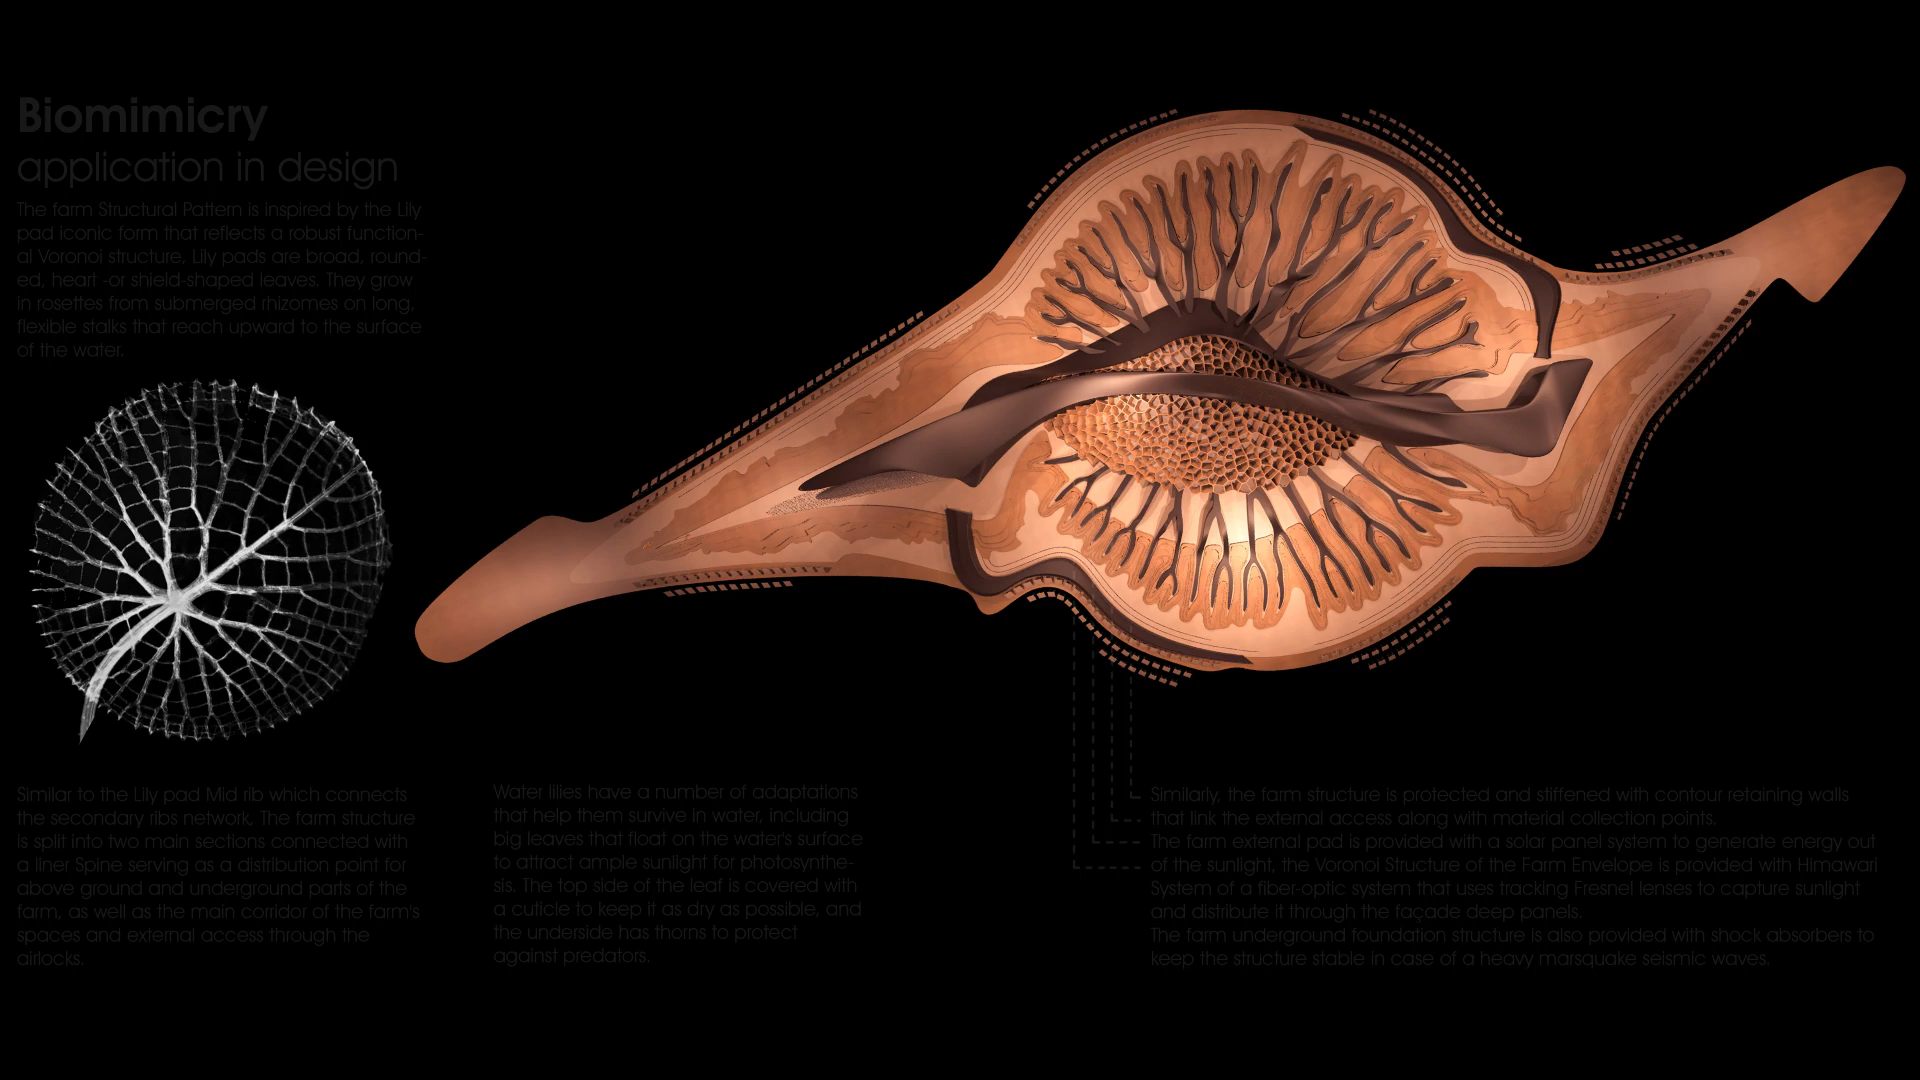 Biomimicry
application in design
The farm Structural Pattern is inspired by the Lily
pad iconic form that reflects a robust function-
al Voronoi structure, Lily pads are broad, round-
ed, heart -or shield-shaped leaves. They grow
in rosettes from submerged rhizomes on long,
flexible stalks that reach upward to the surface
of the water.
Similar to the Lily pad Mid rib which connects
the secondary ribs network, The farm structure
is split into two main sections connected with
a liner Spine serving as a distribution point for
above ground and underground parts of the
farm, as well as the main corridor of the farm's
spaces and external access through the
airlocks.
Water lilies have a number of adaptations
that help them survive in water, including
big leaves that float on the water's surface
to attract ample sunlight for photosynthe-
sis. The top side of the leaf is covered with
a cuticle to keep it as dry as possible, and
the underside has thorns to protect
against predators.
Similarly, the farm structure is protected and stiffened with contour retaining walls
that link the external access along with material collection points.
The farm external pad is provided with a solar panel system to generate energy out
of the sunlight, the Voronoi Structure of the Farm Envelope is provided with Himawari
System of a fiber-optic system that uses tracking Fresnel lenses to capture sunlight
and distribute it through the façade deep panels.
The farm underground foundation structure is also provided with shock absorbers to
keep the structure stable in case of a heavy marsquake seismic waves.